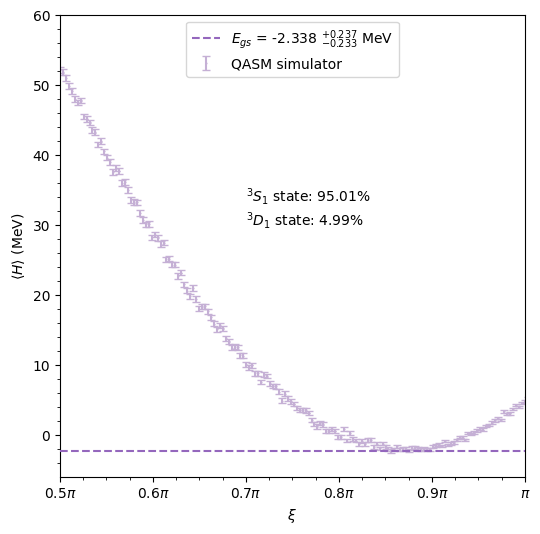 E_gs = -2.338 +0.237 -0.233 MeV
QASM simulator
³S₁ state: 95.01%
³D₁ state: 4.99%
⟨H⟩ (MeV)
60
50
40
30
20
10
0
0.5π 0.6π 0.7π 0.8π 0.9π π
ξ